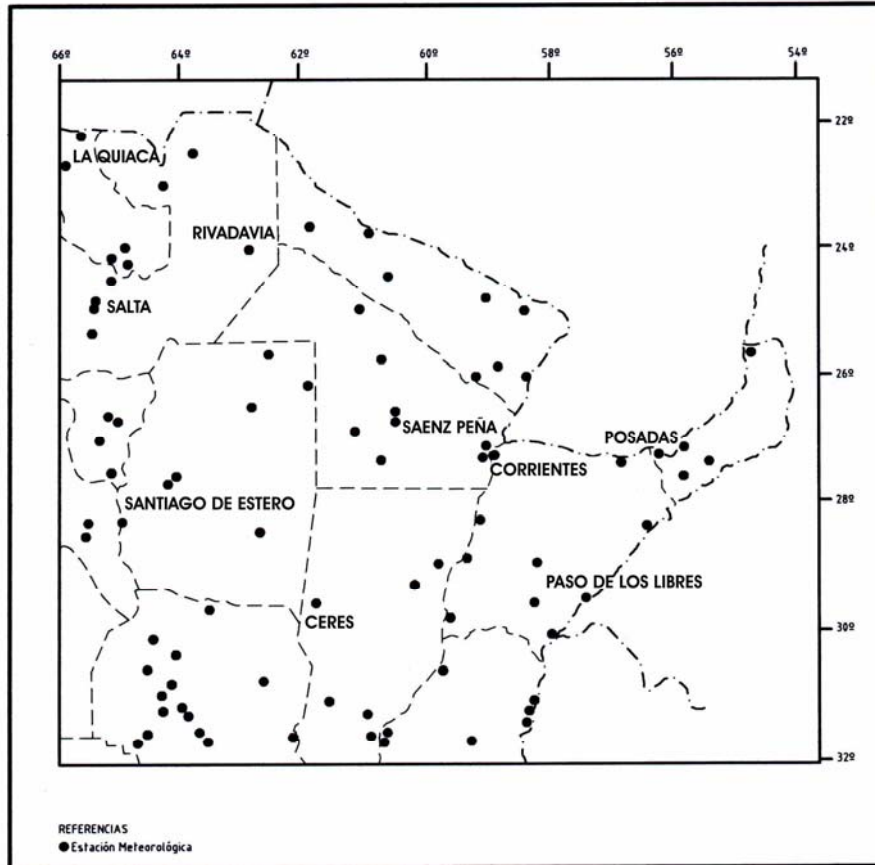 66º 64º 62º 60º 58º 56º 54º
22º
LA QUIACA
RIVADAVIA
24º
SALTA
26º
SAENZ PEÑA
POSADAS
CORRIENTES
SANTIAGO DE ESTERO
28º
PASO DE LOS LIBRES
CERES
30º
32º
REFERENCIAS
Estación Meteorológica